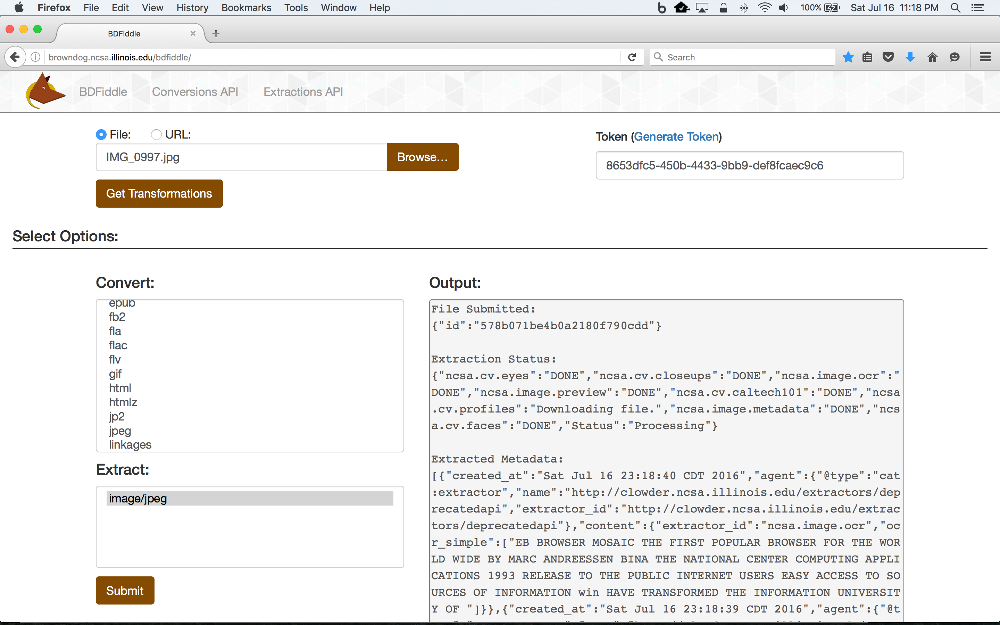 Firefox File Edit View History Bookmarks Tools Window Help 100% Sat Jul 16 11:18 PM
BDFiddle
browndog.ncsa.illinois.edu/bdfiddle/ Search
BDFiddle Conversions API Extractions API
File: URL:
IMG_0997.jpg Browse...
Get Transformations
Token (Generate Token)
8653dfc5-450b-4433-9bb9-def8fcaec9c6
Select Options:
Convert:
epub
fb2
fla
flac
flv
gif
html
htmlz
jp2
jpeg
linkages
Extract:
image/jpeg
Submit
Output:
File Submitted:
{"id":"578b071be4b0a2180f790cdd"}
Extraction Status:
{"ncsa.cv.eyes":"DONE","ncsa.cv.closeups":"DONE","ncsa.image.ocr":"
DONE","ncsa.image.preview":"DONE","ncsa.cv.caltech101":"DONE","ncsa
.cv.profiles":"Downloading file.","ncsa.image.metadata":"DONE","ncs
a.cv.faces":"DONE","Status":"Processing"}
Extracted Metadata:
[{"created_at":"Sat Jul 16 23:18:40 CDT 2016","agent":{"@type":"cat
:extractor","name":"http://clowder.ncsa.illinois.edu/extractors/dep
recatedapi","extractor_id":"http://clowder.ncsa.illinois.edu/extrac
tors/deprecatedapi"},"content":{"extractor_id":"ncsa.image.ocr","oc
r_simple":["EB BROWSER MOSAIC THE FIRST POPULAR BROWSER FOR THE WOR
LD WIDE BY MARC ANDREESSEN BINA THE NATIONAL CENTER COMPUTING APPLI
CATIONS 1993 RELEASE TO THE PUBLIC INTERNET USERS EASY ACCESS TO SO
URCES OF INFORMATION win HAVE TRANSFORMED THE INFORMATION UNIVERSIT
Y OF "]}},{"created_at":"Sat Jul 16 23:18:39 CDT 2016","agent":{"@t